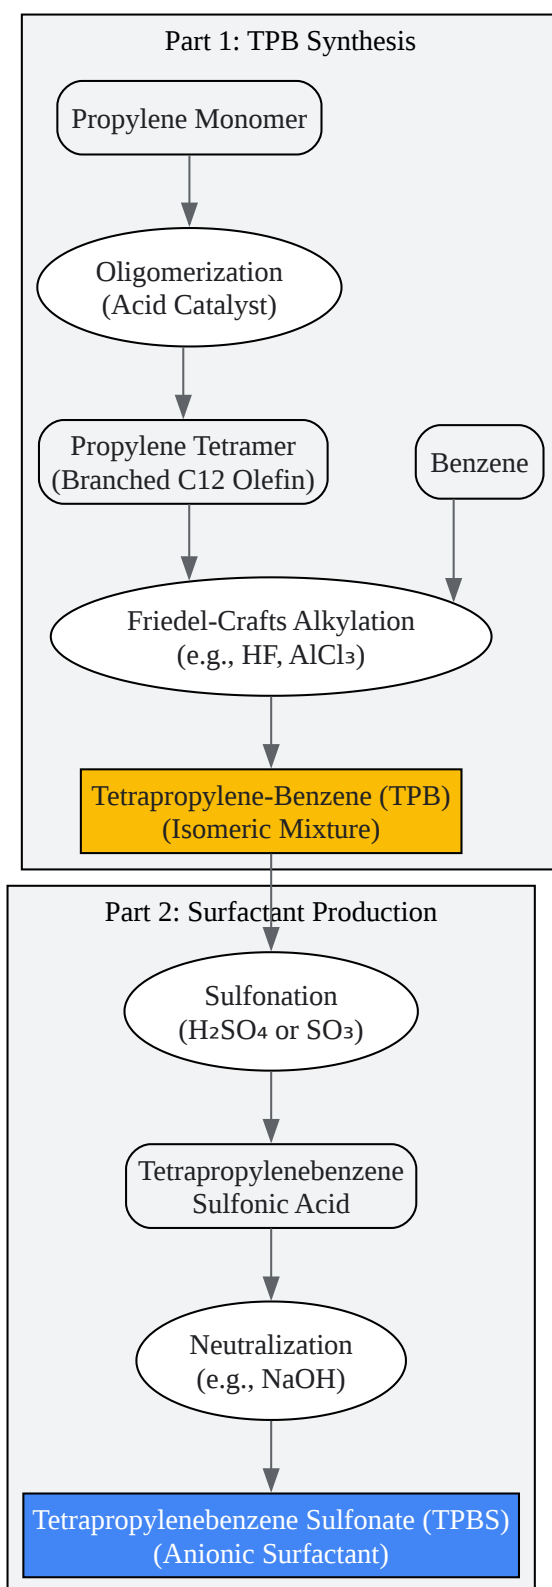 Part 1: TPB Synthesis
Propylene Monomer
Oligomerization
(Acid Catalyst)
Propylene Tetramer
(Branched C12 Olefin)
Benzene
Friedel-Crafts Alkylation
(e.g., HF, AlCl₃)
Tetrapropylene-Benzene (TPB)
(Isomeric Mixture)
Part 2: Surfactant Production
Sulfonation
(H₂SO₄ or SO₃)
Tetrapropylenebenzene
Sulfonic Acid
Neutralization
(e.g., NaOH)
Tetrapropylenebenzene Sulfonate (TPBS)
(Anionic Surfactant)